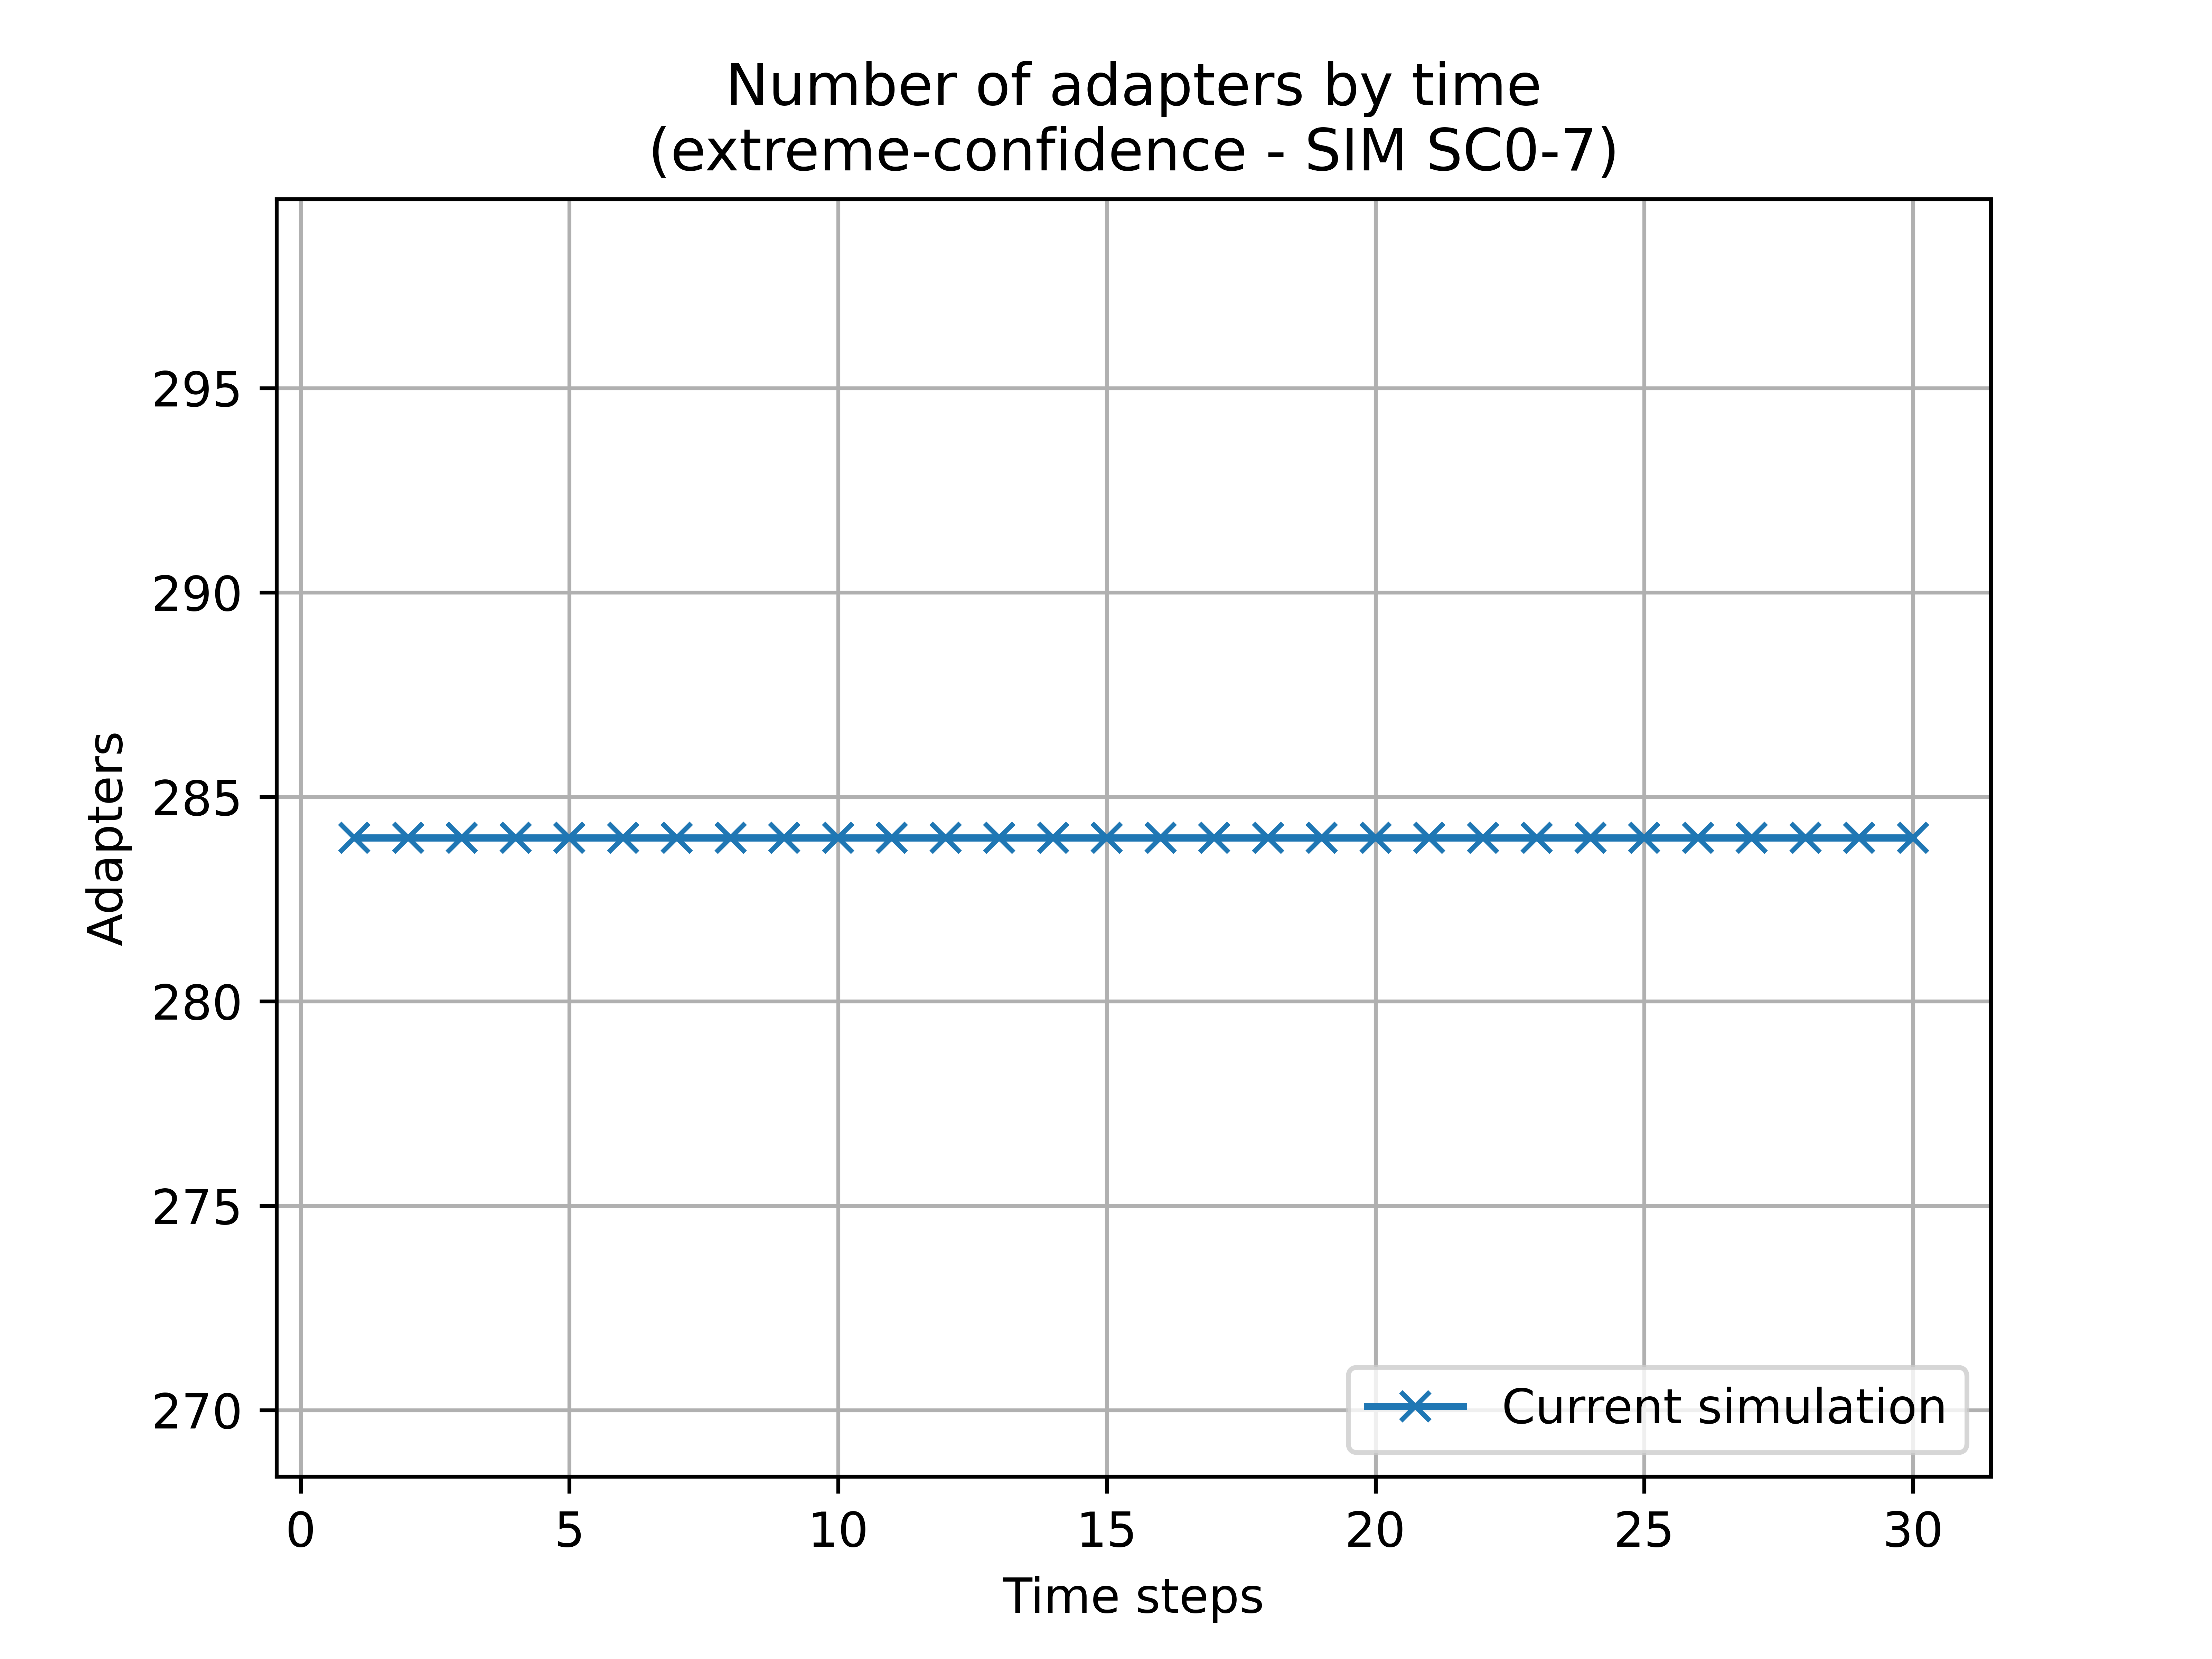 Number of adapters by time
(extreme-confidence - SIM SC0-7)
295
290
285
280
275
270
Adapters
Current simulation
0 5 10 15 20 25 30
Time steps